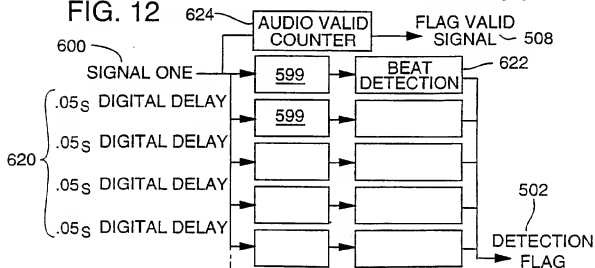 FIG. 12
624
AUDIO VALID
COUNTER
FLAG VALID
SIGNAL 508
600
SIGNAL ONE
599
BEAT
DETECTION
622
.05s DIGITAL DELAY
599
.05s DIGITAL DELAY
620
.05s DIGITAL DELAY
.05s DIGITAL DELAY
502
DETECTION
FLAG